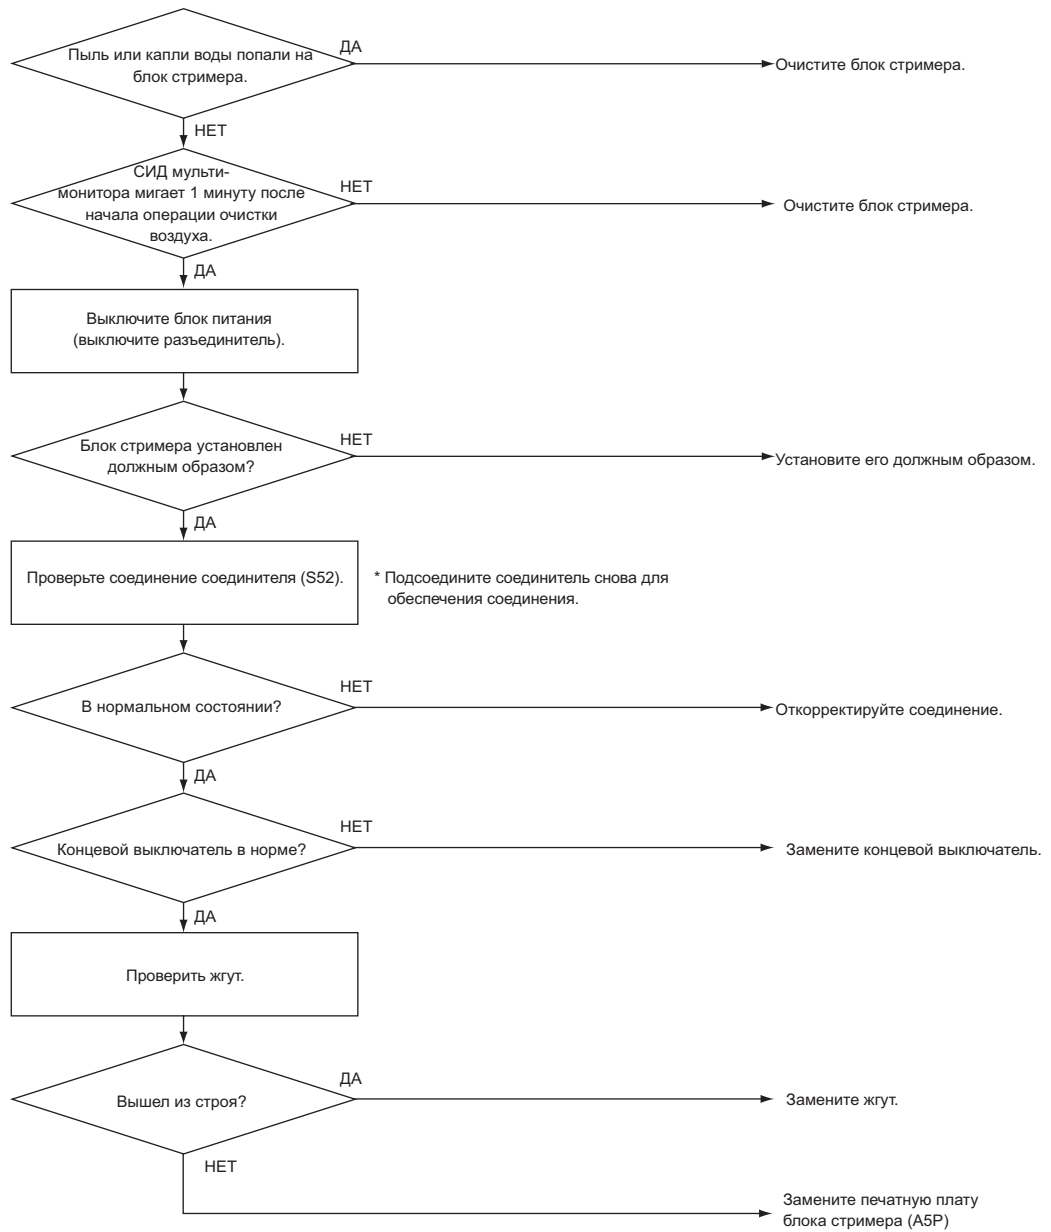 Пыль или капли воды попали на
блок стримера.
ДА
Очистите блок стримера.
НЕТ
СИД мульти-
монитора мигает 1 минуту после
начала операции очистки
воздуха.
НЕТ
Очистите блок стримера.
ДА
Выключите блок питания
(выключите разъединитель).
Блок стримера установлен
должным образом?
НЕТ
Установите его должным образом.
ДА
Проверьте соединение соединителя (S52).
* Подсоедините соединитель снова для
обеспечения соединения.
В нормальном состоянии?
НЕТ
Откорректируйте соединение.
ДА
Концевой выключатель в норме?
НЕТ
Замените концевой выключатель.
ДА
Проверить жгут.
Вышел из строя?
ДА
Замените жгут.
НЕТ
Замените печатную плату
блока стримера (A5P)